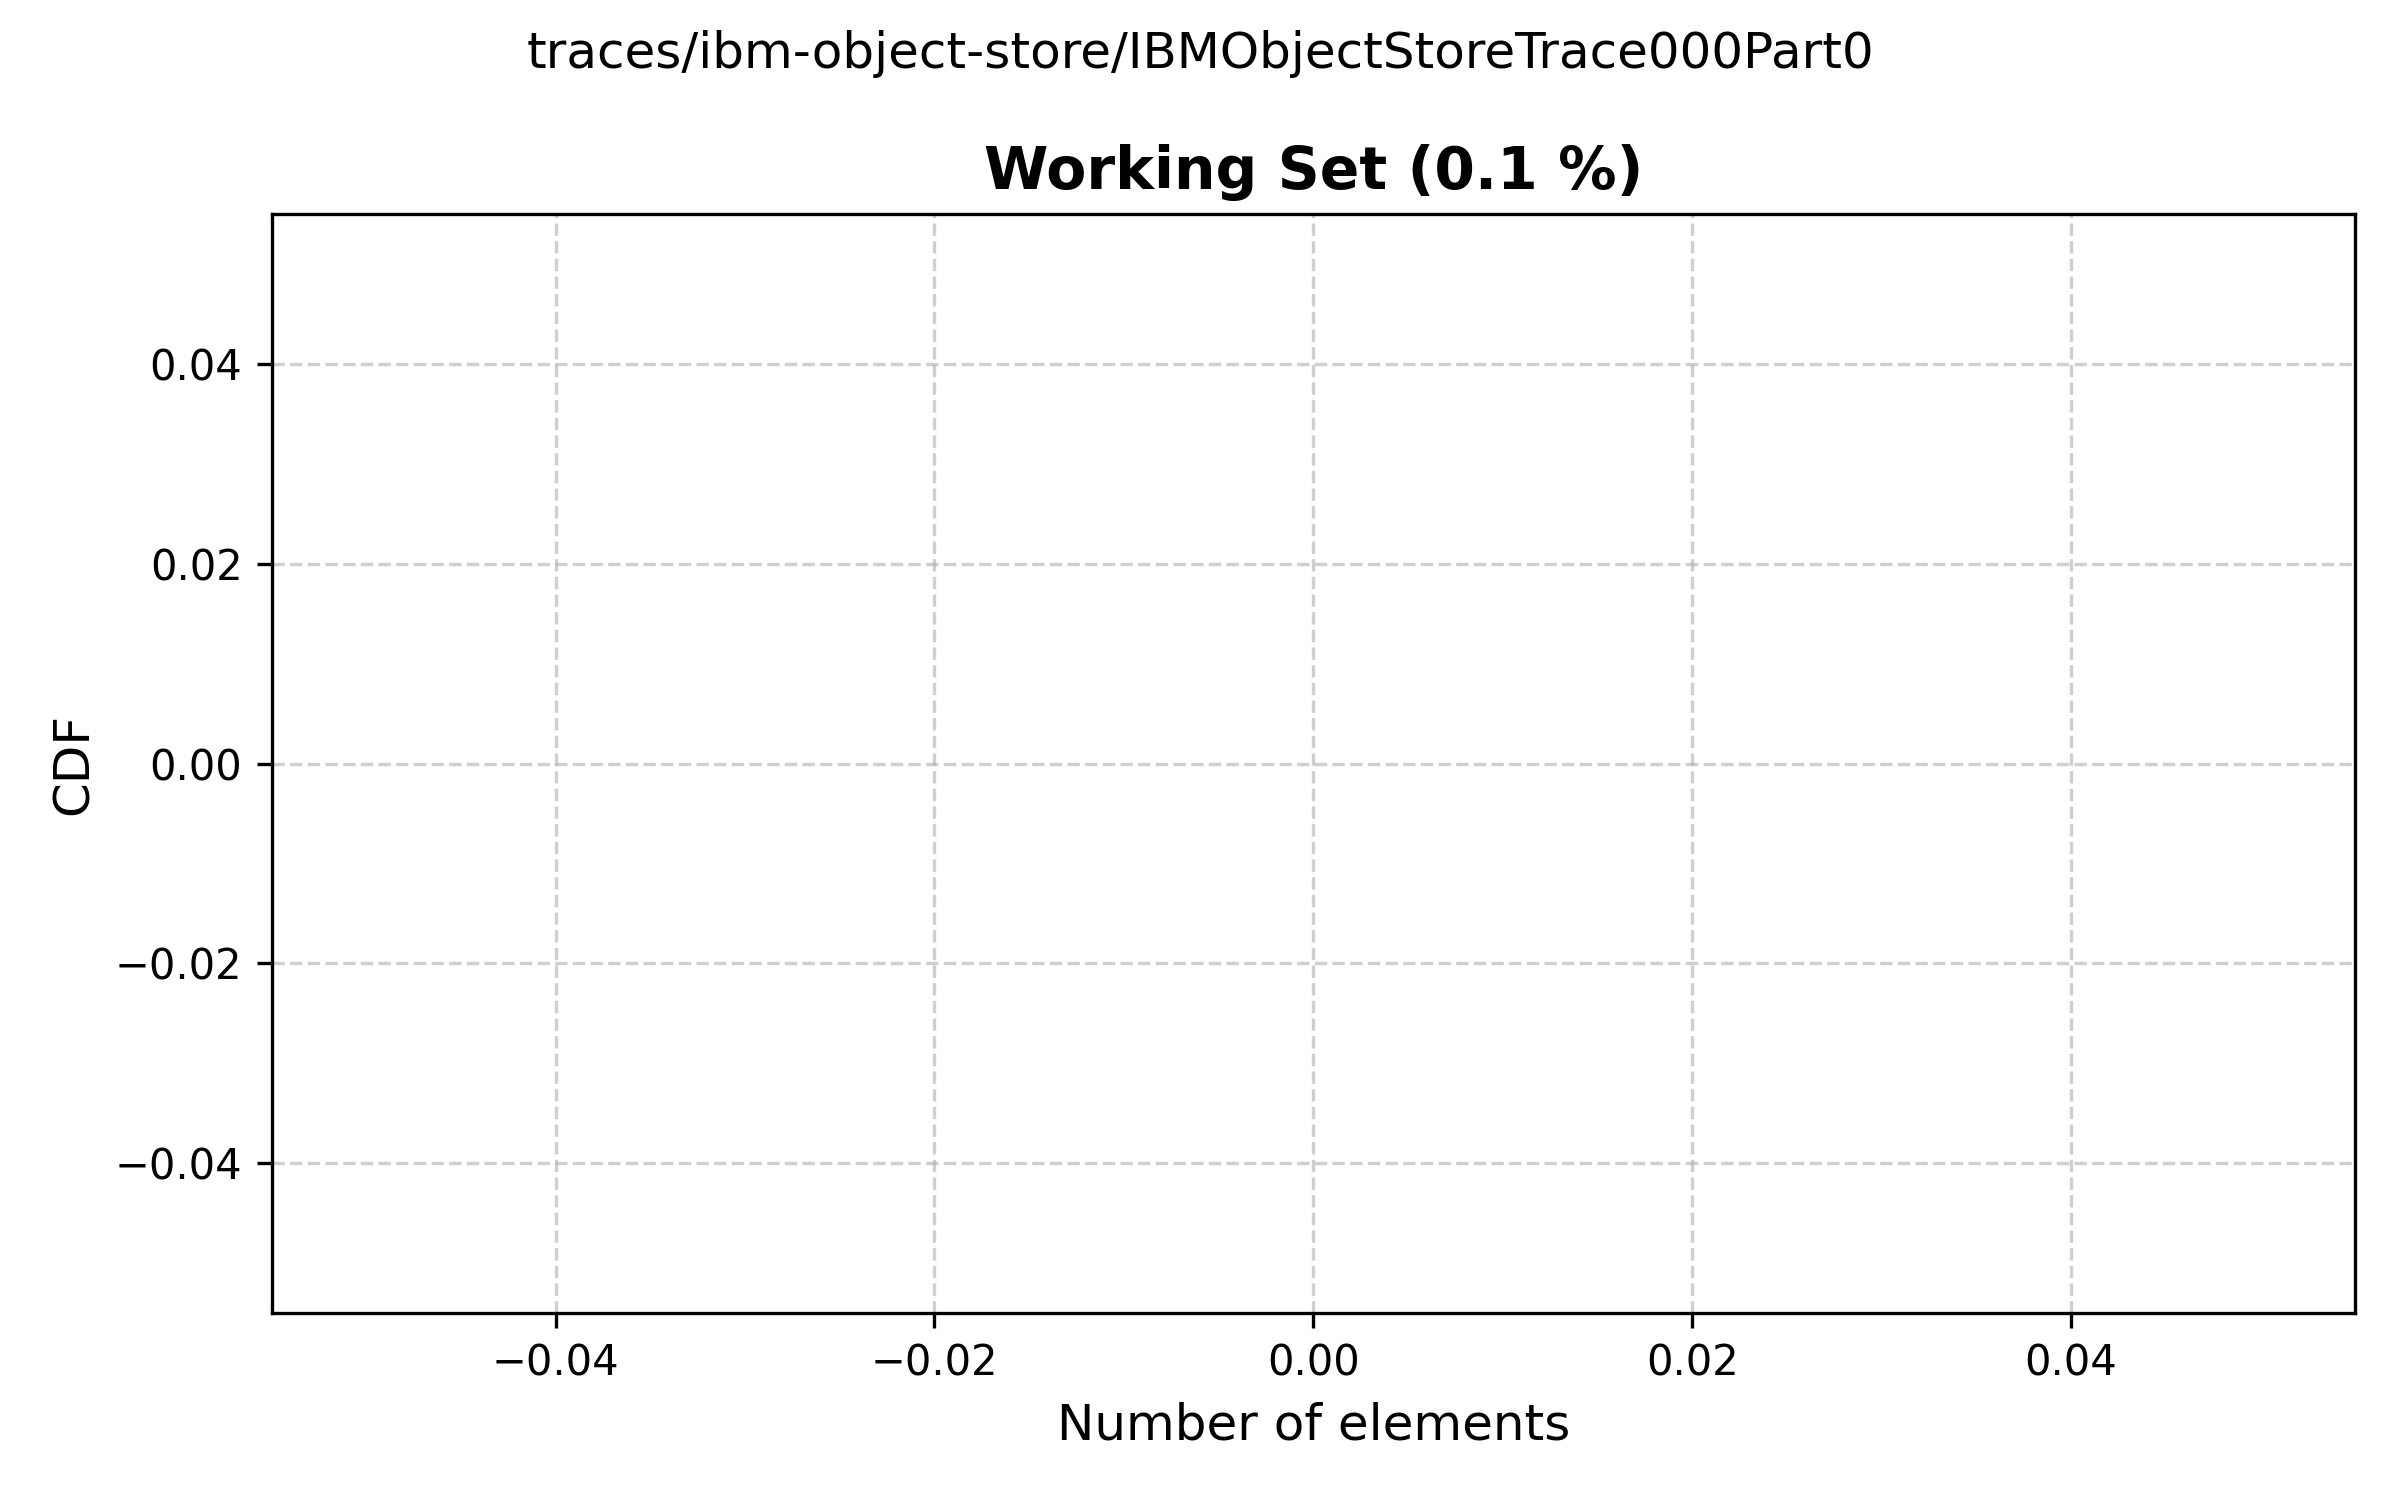 traces/ibm-object-store/IBMObjectStoreTrace000Part0
Working Set (0.1 %)
CDF
0.04
0.02
0.00
−0.02
−0.04
−0.04
−0.02
0.00
0.02
0.04
Number of elements